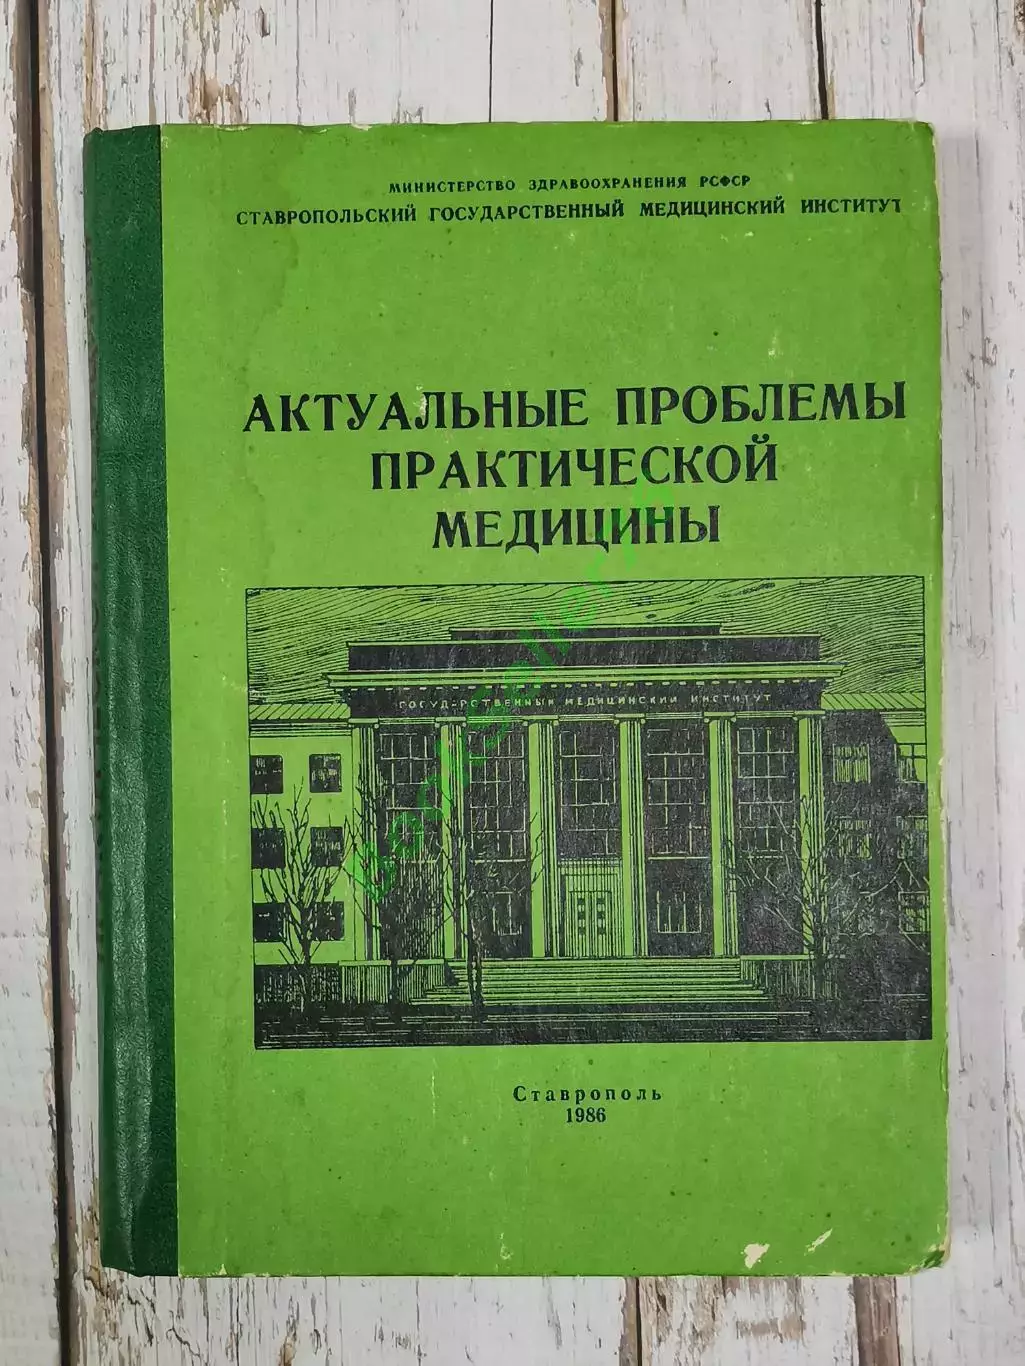 МИНИСТЕРСТВО ЗДРАВООХРАНЕНИЯ РСФСР
СТАВРОПОЛЬСКИЙ ГОСУДАРСТВЕННЫЙ МЕДИЦИНСКИЙ ИНСТИТУТ
АКТУАЛЬНЫЕ ПРОБЛЕМЫ
ПРАКТИЧЕСКОЙ
МЕДИЦИНЫ
ГОСУДАРСТВЕННЫЙ МЕДИЦИНСКИЙ ИНСТИТУТ
Ставрополь
1986